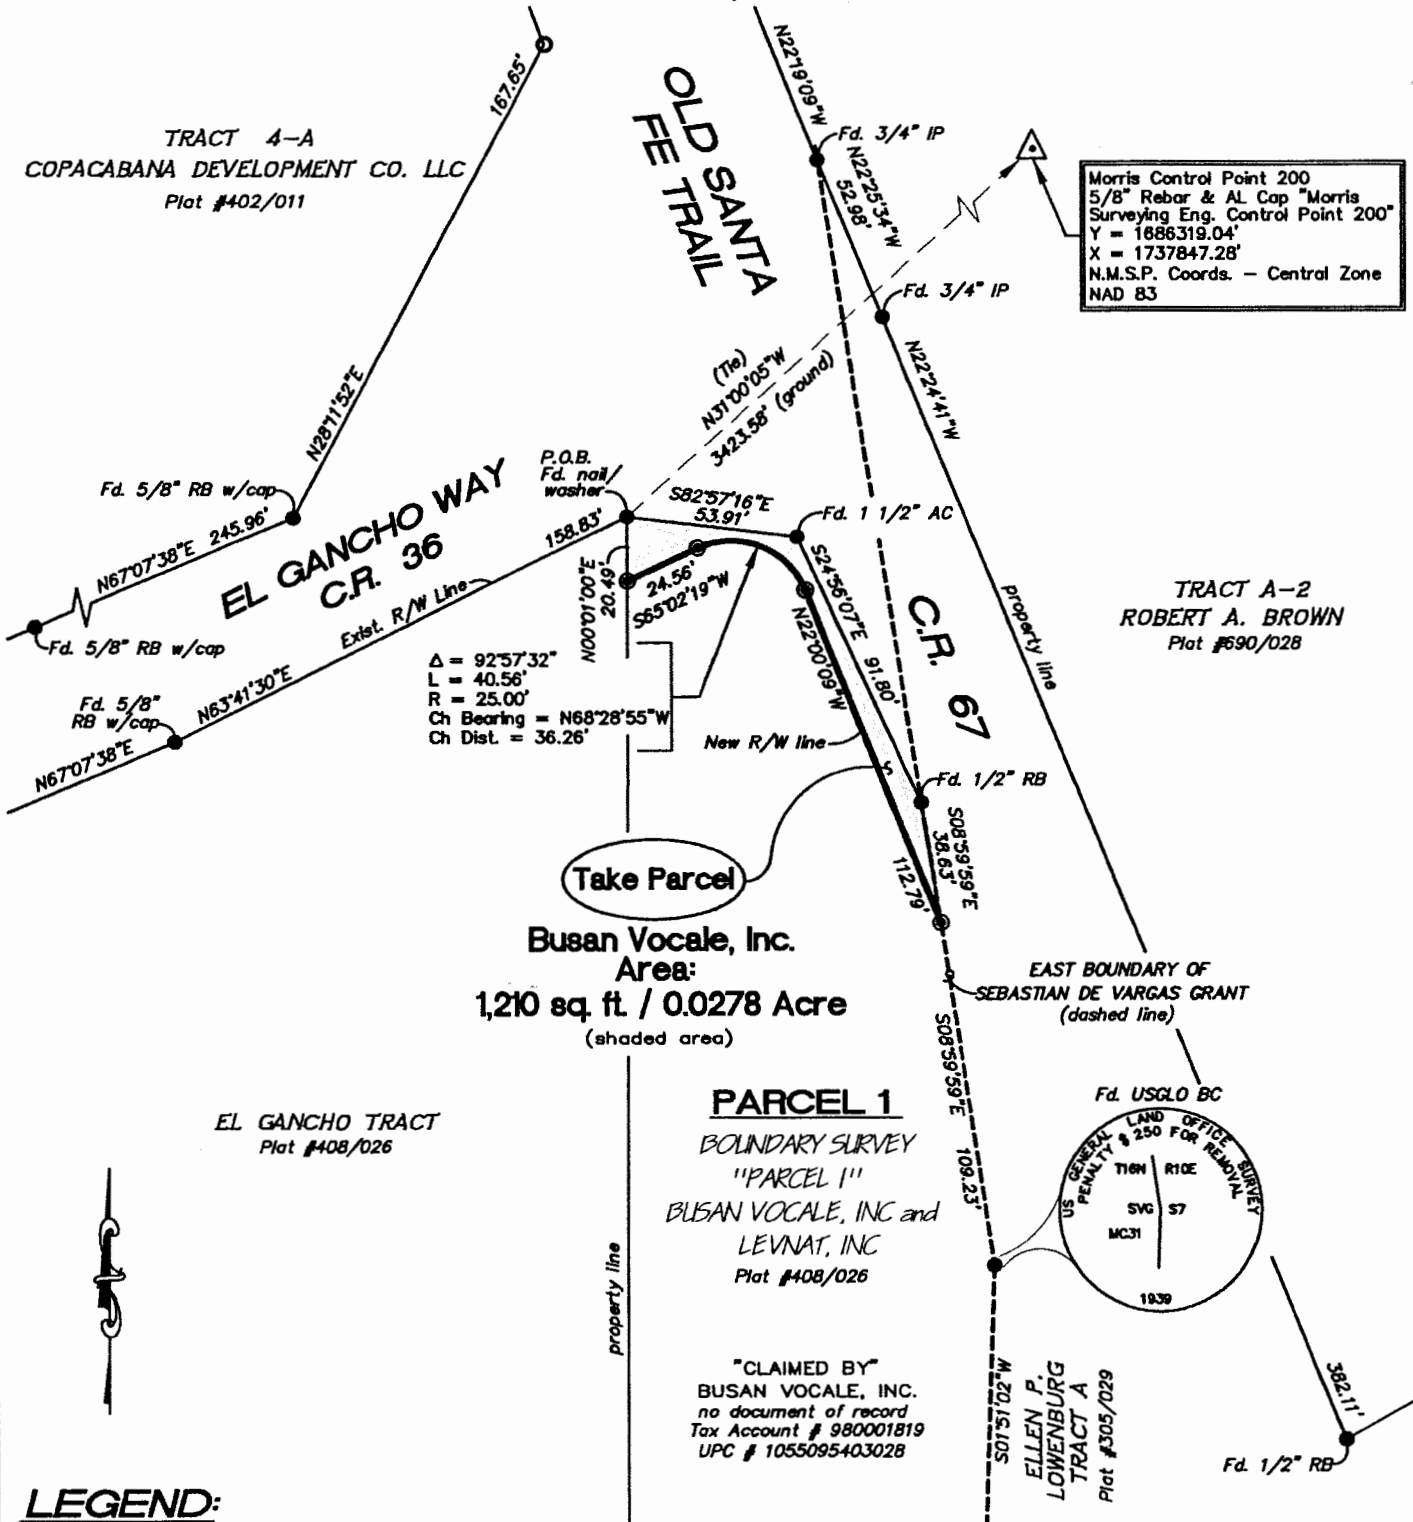 N22°19'09"W
167.65'
OLD SANTA
FE TRAIL
TRACT 4-A
COPACABANA DEVELOPMENT CO. LLC
Plat #402/011
Fd. 3/4" IP
N22°25'34"W
52.98'
Morris Control Point 200
5/8" Rebar & AL Cap "Morris
Surveying Eng. Control Point 200"
Y = 1686319.04'
X = 1737847.28'
N.M.S.P. Coords. - Central Zone
NAD 83
Fd. 3/4" IP
(Tie)
N31°00'05"W
3423.58' (ground)
N22°24'41"W
N28°11'52"E
Fd. 5/8" RB w/cap
N67°07'38"E 245.96'
EL GANCHO WAY
C.R. 36
P.O.B.
Fd. nail/
washer
158.83'
S82°57'16"E
53.91'
Fd. 1 1/2" AC
Exist. R/W Line
Fd. 5/8" RB w/cap
N00°01'00"E
20.49'
24.56'
S65°02'19"W
S24°56'07"E
91.80'
N22°00'09"W
C.R. 67
property line
TRACT A-2
ROBERT A. BROWN
Plat #690/028
Fd. 5/8"
RB w/cap
N63°41'30"E
N67°07'38"E
Δ = 92°57'32"
L = 40.56'
R = 25.00'
Ch Bearing = N68°28'55"W
Ch Dist. = 36.26'
New R/W line
Fd. 1/2" RB
S08°59'59"E
38.63'
112.79'
Take Parcel
Busan Vocale, Inc.
Area:
1,210 sq. ft. / 0.0278 Acre
(shaded area)
EAST BOUNDARY OF
SEBASTIAN DE VARGAS GRANT
(dashed line)
S08°59'59"E 109.23'
EL GANCHO TRACT
Plat #408/026
PARCEL 1
BOUNDARY SURVEY
"PARCEL 1"
BUSAN VOCALE, INC and
LEVNAT, INC
Plat #408/026
Fd. USGLO BC
US GENERAL LAND OFFICE SURVEY
PENALTY $ 250 FOR REMOVAL
T16N R10E
SVG S7
MC31
1939
property line
"CLAIMED BY"
BUSAN VOCALE, INC.
no document of record
Tax Account # 980001819
UPC # 1055095403028
S01°51'02"W
ELLEN P.
LOWENBURG
TRACT A
Plat #305/029
382.11'
Fd. 1/2" RB
LEGEND: